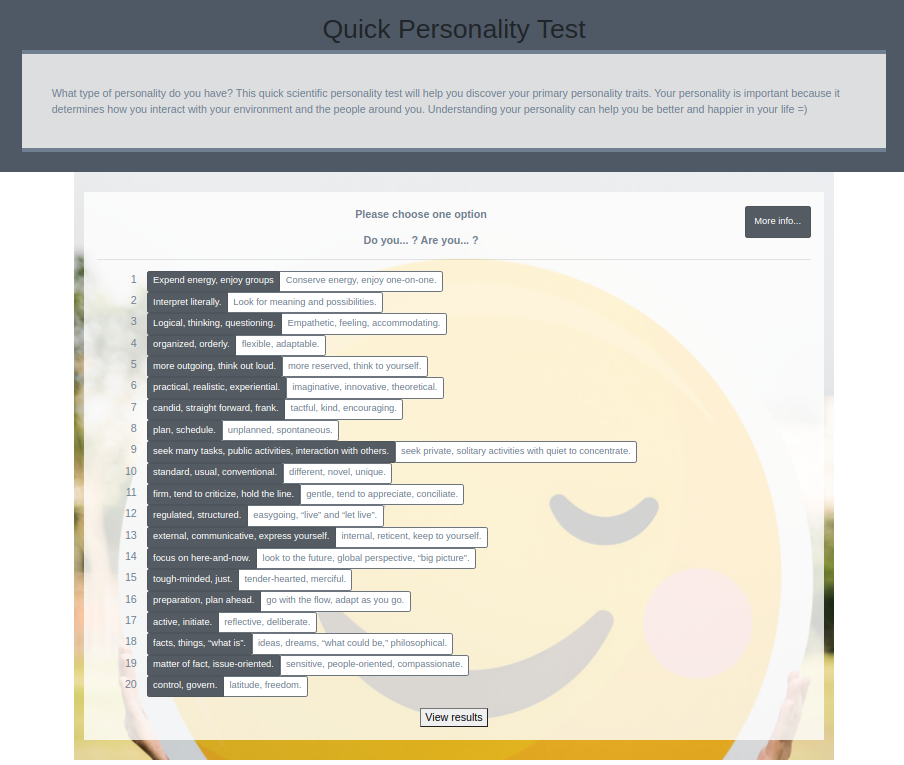 Quick Personality Test
What type of personality do you have? This quick scientific personality test will help you discover your primary personality traits. Your personality is important because it
determines how you interact with your environment and the people around you. Understanding your personality can help you be better and happier in your life =)
Please choose one option
More info...
Do you... ? Are you... ?
1 Expend energy, enjoy groups Conserve energy, enjoy one-on-one.
2 Interpret literally. Look for meaning and possibilities.
3 Logical, thinking, questioning. Empathetic, feeling, accommodating.
4 organized, orderly. flexible, adaptable.
5 more outgoing, think out loud. more reserved, think to yourself.
6 practical, realistic, experiential. imaginative, innovative, theoretical.
7 candid, straight forward, frank. tactful, kind, encouraging.
8 plan, schedule. unplanned, spontaneous.
9 seek many tasks, public activities, interaction with others. seek private, solitary activities with quiet to concentrate.
10 standard, usual, conventional. different, novel, unique.
11 firm, tend to criticize, hold the line. gentle, tend to appreciate, conciliate.
12 regulated, structured. easygoing, “live” and “let live”.
13 external, communicative, express yourself. internal, reticent, keep to yourself.
14 focus on here-and-now. look to the future, global perspective, "big picture".
15 tough-minded, just. tender-hearted, merciful.
16 preparation, plan ahead. go with the flow, adapt as you go.
17 active, initiate. reflective, deliberate.
18 facts, things, “what is”. ideas, dreams, “what could be,” philosophical.
19 matter of fact, issue-oriented. sensitive, people-oriented, compassionate.
20 control, govern. latitude, freedom.
View results